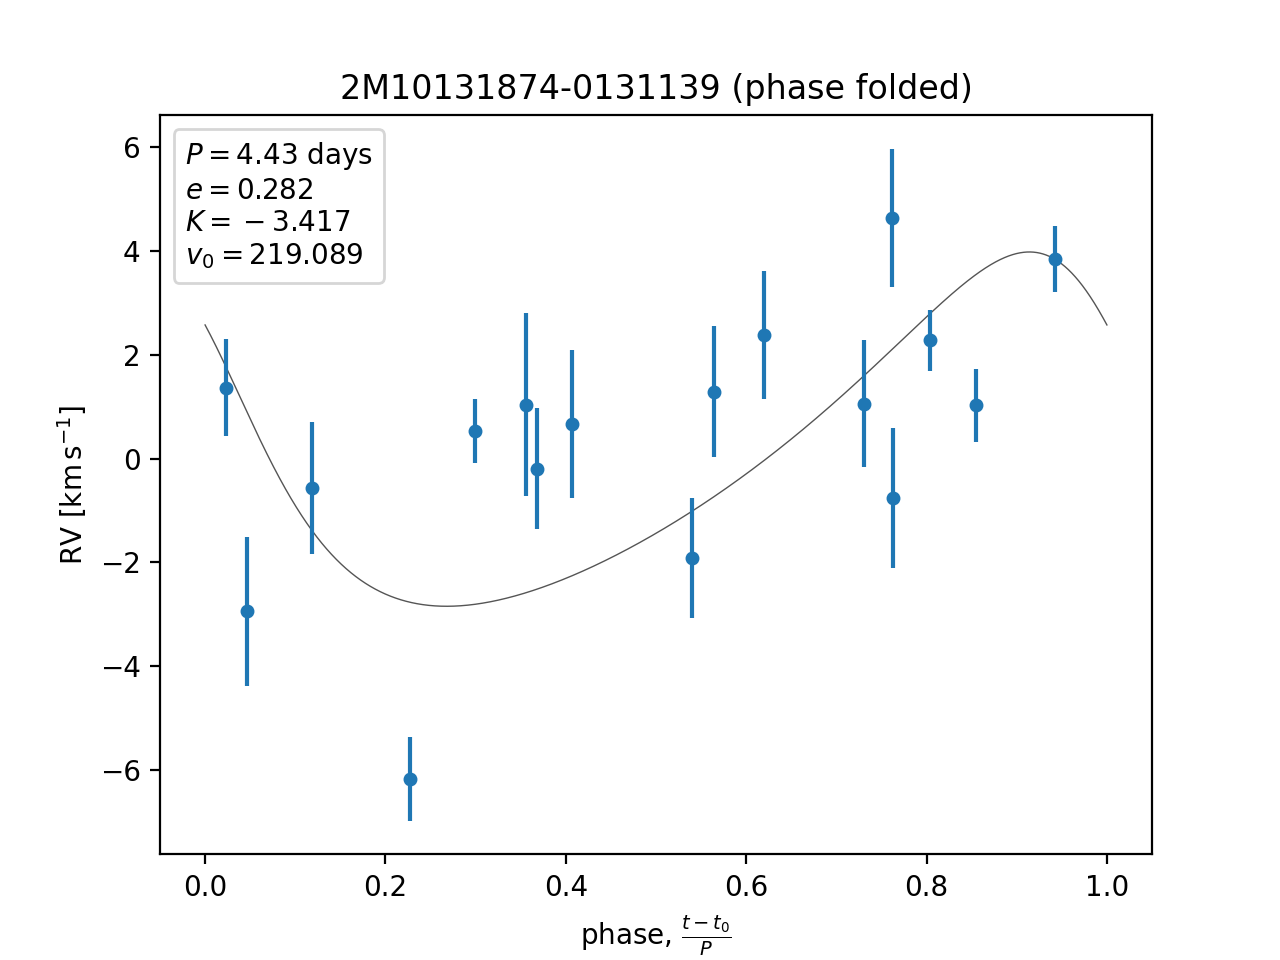 2M10131874-0131139 (phase folded)
P = 4.43 days
e = 0.282
K = −3.417
v₀ = 219.089
6
4
2
0
−2
−4
−6
RV [km s⁻¹]
0.0 0.2 0.4 0.6 0.8 1.0
phase, (t − t₀)/P